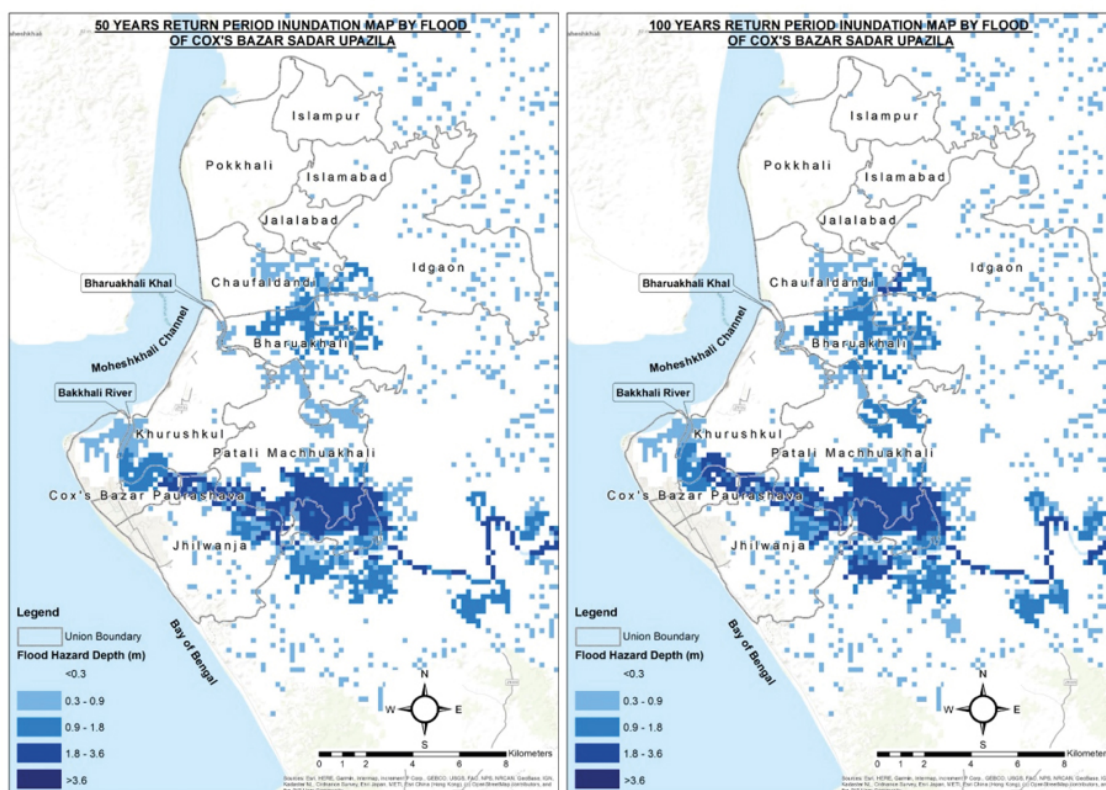 50 YEARS RETURN PERIOD INUNDATION MAP BY FLOOD
OF COX'S BAZAR SADAR UPAZILA
Islampur
Pokkhali
Islamabad
Jalalabad
Idgaon
Chaufaldandi
Bharuakhali Khal
Moheshkhali Channel
Bharuakhali
Bakkhali River
Khurushkul
Patali Machhuakhali
Cox's Bazar Paurashava
Jhilwanja
Bay of Bengal
Legend
Union Boundary
Flood Hazard Depth (m)
<0.3
0.3 - 0.9
0.9 - 1.8
1.8 - 3.6
>3.6
N
W E
S
0 2 4 6 8 Kilometers
100 YEARS RETURN PERIOD INUNDATION MAP BY FLOOD
OF COX'S BAZAR SADAR UPAZILA
Islampur
Pokkhali
Islamabad
Jalalabad
Idgaon
Chaufaldandi
Bharuakhali Khal
Moheshkhali Channel
Bharuakhali
Bakkhali River
Khurushkul
Patali Machhuakhali
Cox's Bazar Paurashava
Jhilwanja
Bay of Bengal
Legend
Union Boundary
Flood Hazard Depth (m)
<0.3
0.3 - 0.9
0.9 - 1.8
1.8 - 3.6
>3.6
N
W E
S
0 2 4 6 8 Kilometers